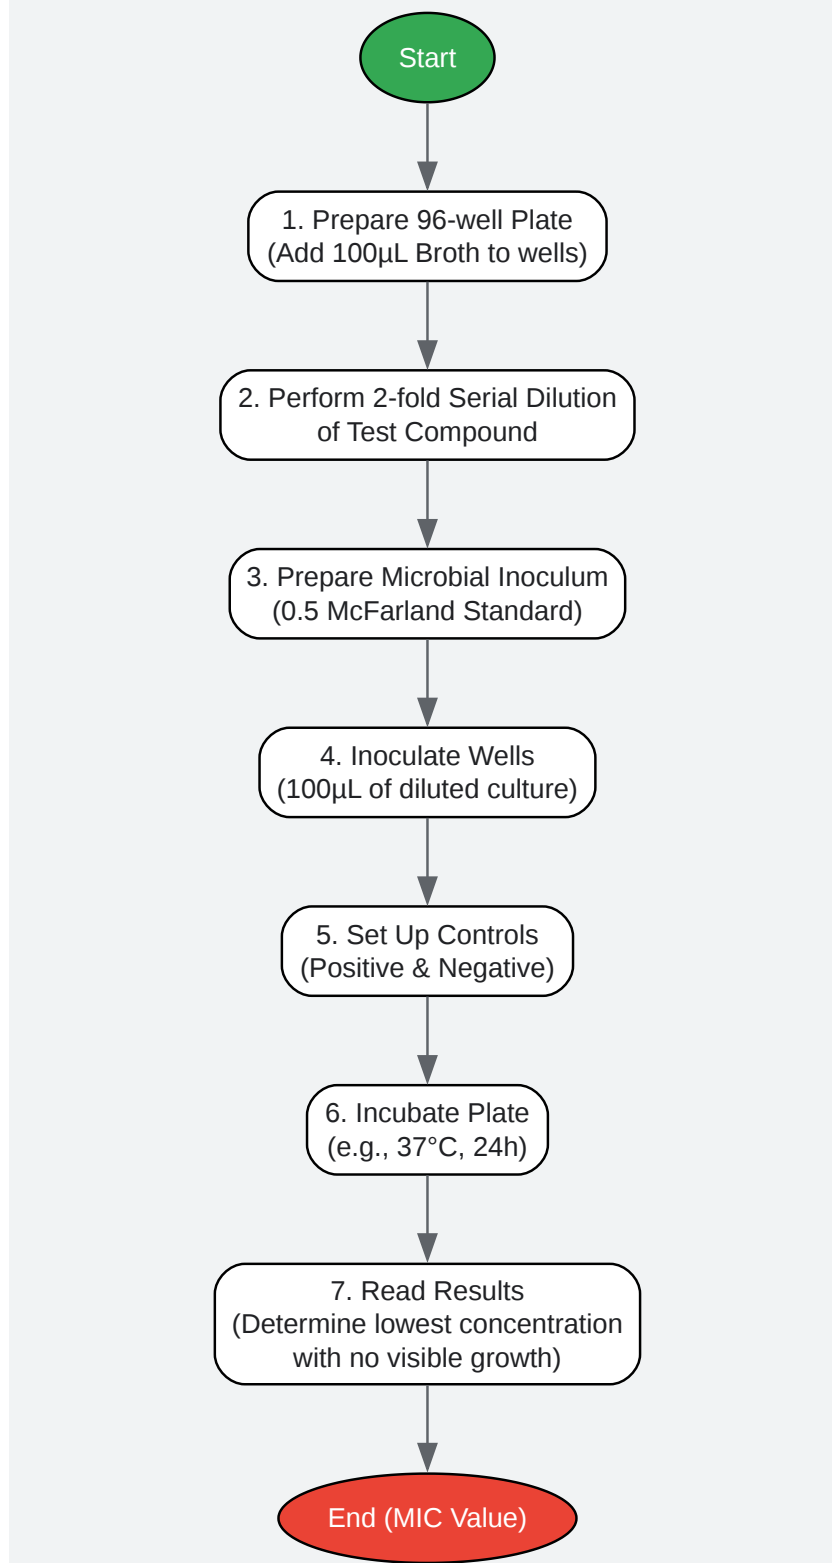 Start
1. Prepare 96-well Plate
(Add 100µL Broth to wells)
2. Perform 2-fold Serial Dilution
of Test Compound
3. Prepare Microbial Inoculum
(0.5 McFarland Standard)
4. Inoculate Wells
(100µL of diluted culture)
5. Set Up Controls
(Positive & Negative)
6. Incubate Plate
(e.g., 37°C, 24h)
7. Read Results
(Determine lowest concentration
with no visible growth)
End (MIC Value)